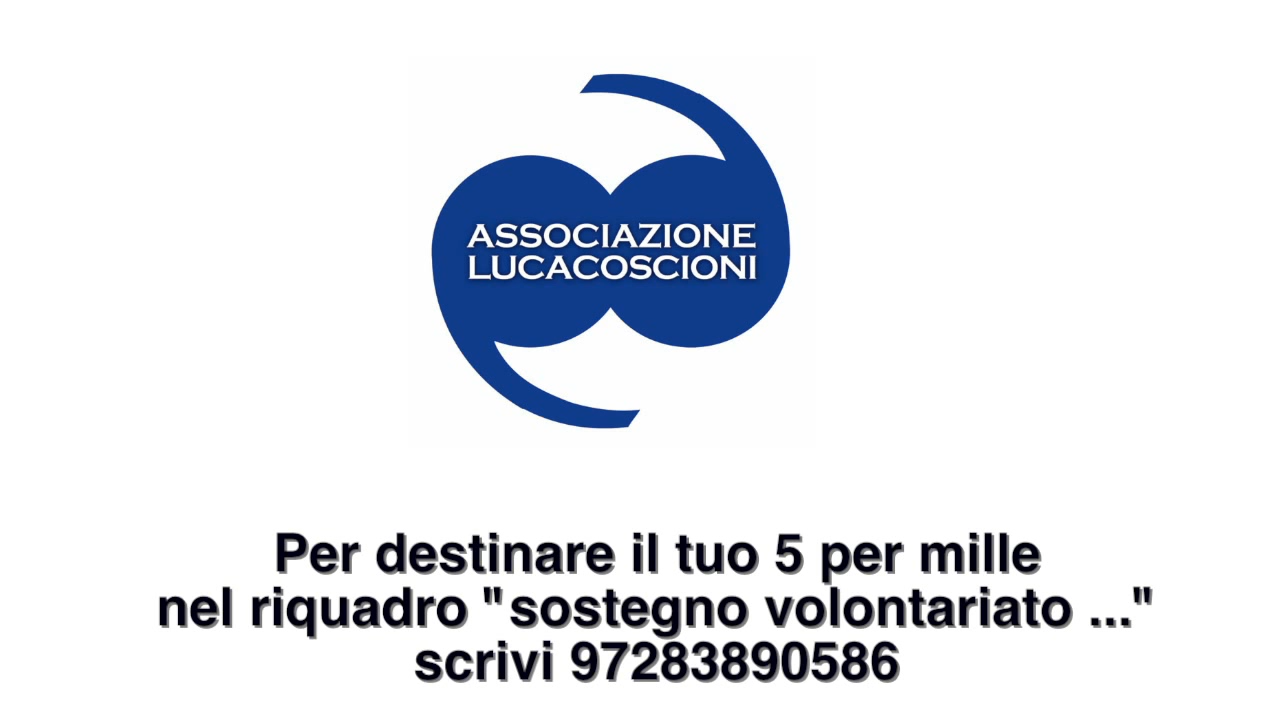 ASSOCIAZIONE
LUCACOSCIONI
Per destinare il tuo 5 per mille
nel riquadro "sostegno volontariato ..."
scrivi 97283890586